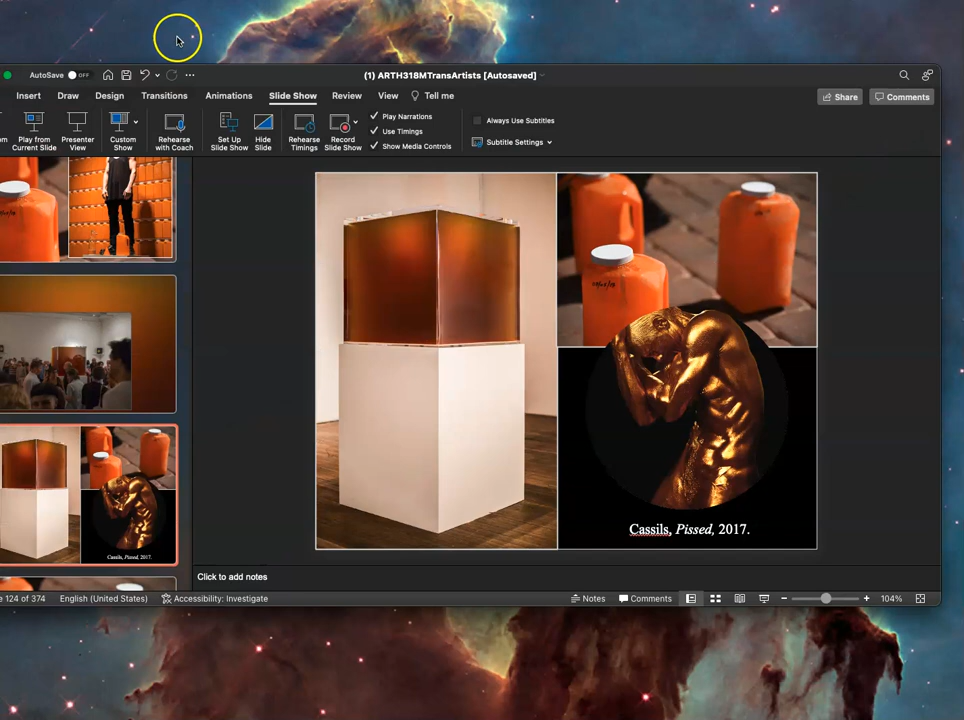 AutoSave OFF
(1) ARTH318MTransArtists [Autosaved]
Insert Draw Design Transitions Animations Slide Show Review View Tell me
Share Comments
Play from Current Slide
Presenter View
Custom Show
Rehearse with Coach
Set Up Slide Show
Hide Slide
Rehearse Timings
Record Slide Show
Play Narrations
Use Timings
Show Media Controls
Always Use Subtitles
Subtitle Settings
Cassils, Pissed, 2017.
Cassils, Pissed, 2017.
Click to add notes
124 of 374 English (United States) Accessibility: Investigate Notes Comments 104%